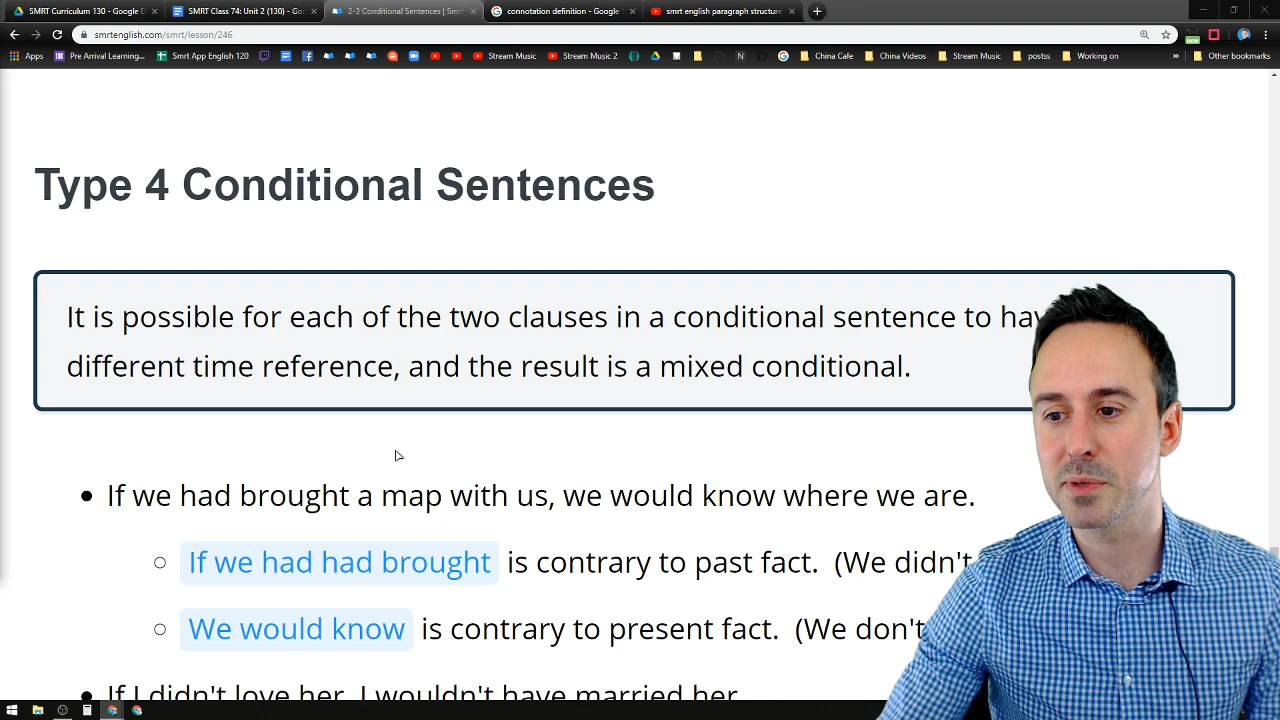 SMRT Curriculum 130 - Google D
SMRT Class 74: Unit 2 (130) - Go
2-3 Conditional Sentences | Smr
connotation definition - Google
smrt english paragraph structure
smrtenglish.com/smrt/lesson/246
new
Apps
Pre Arrival Learning...
Smrt App English 120
Stream Music
Stream Music 2
N
China Cafe
China Videos
Stream Music
postss
Working on
»
Other bookmarks
Type 4 Conditional Sentences
It is possible for each of the two clauses in a conditional sentence to hav
different time reference, and the result is a mixed conditional.
If we had brought a map with us, we would know where we are.
If we had had brought is contrary to past fact. (We didn't
We would know is contrary to present fact. (We don't
If I didn't love her, I wouldn't have married her